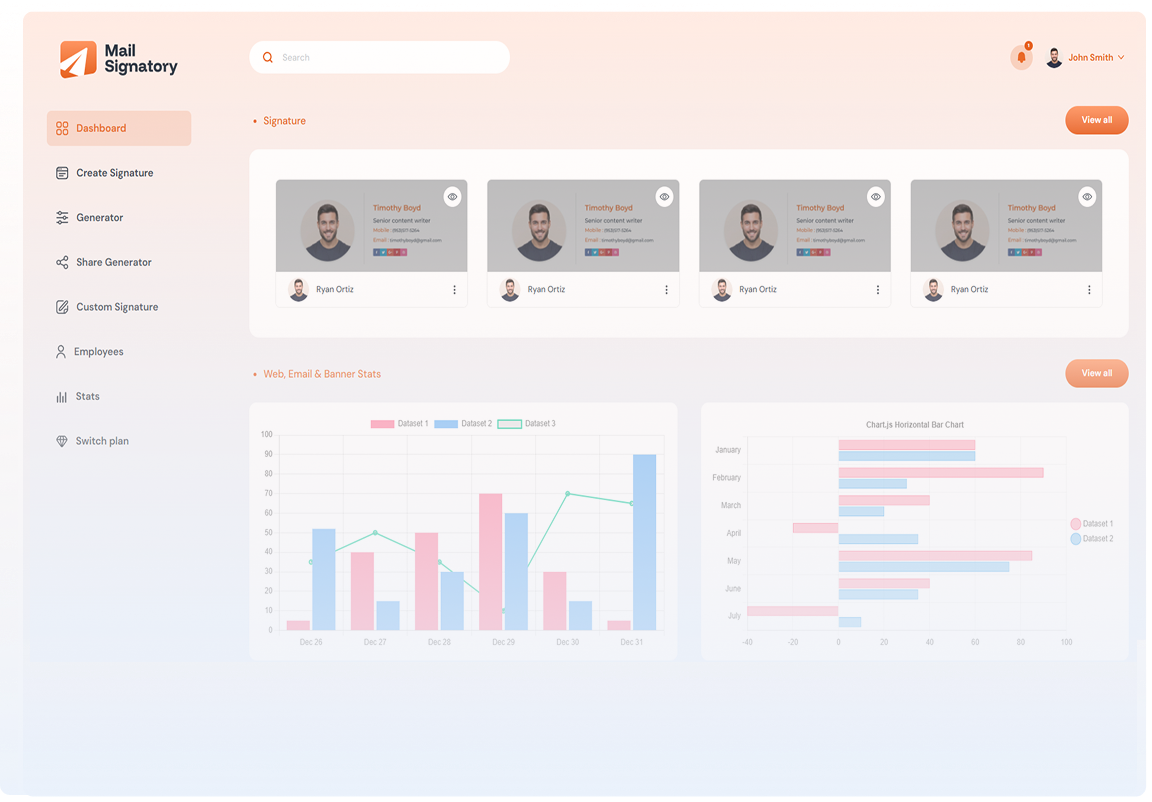 Mail
Signatory
Search
1
John Smith
Dashboard
Create Signature
Generator
Share Generator
Custom Signature
Employees
Stats
Switch plan
Signature
View all
Timothy Boyd
Senior content writer
Mobile: (952)217-3264
Email: timothyboyd@gmail.com
Ryan Ortiz
Timothy Boyd
Senior content writer
Mobile: (952)217-3264
Email: timothyboyd@gmail.com
Ryan Ortiz
Timothy Boyd
Senior content writer
Mobile: (952)217-3264
Email: timothyboyd@gmail.com
Ryan Ortiz
Timothy Boyd
Senior content writer
Mobile: (952)217-3264
Email: timothyboyd@gmail.com
Ryan Ortiz
Web, Email & Banner Stats
View all
Dataset 1 Dataset 2 Dataset 3
100
90
80
70
60
50
40
30
20
10
0
Dec 26 Dec 27 Dec 28 Dec 29 Dec 30 Dec 31
Chart.js Horizontal Bar Chart
January
February
March
April
May
June
July
-40 -20 0 20 40 60 80 100
Dataset 1
Dataset 2